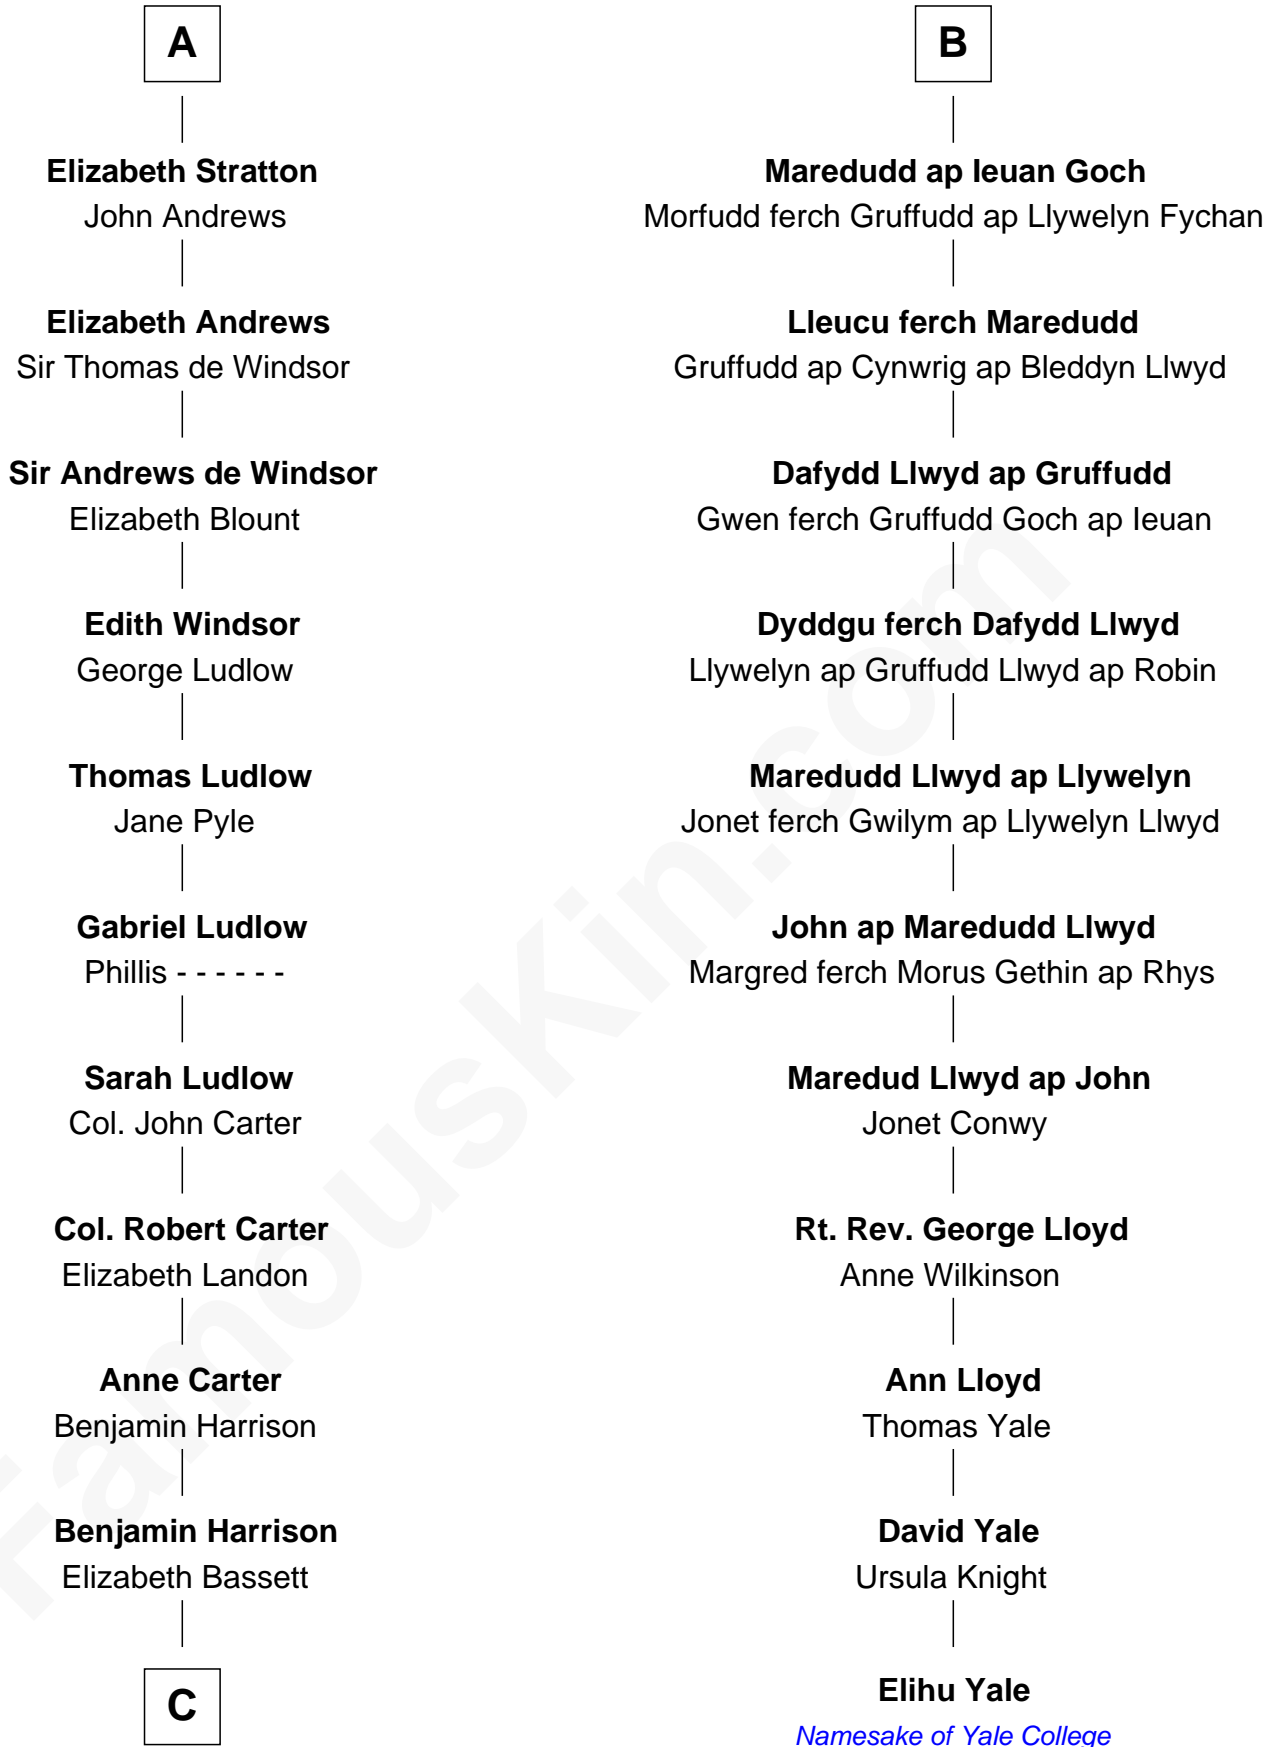 A
Elizabeth Stratton
John Andrews
Elizabeth Andrews
Sir Thomas de Windsor
Sir Andrews de Windsor
Elizabeth Blount
Edith Windsor
George Ludlow
Thomas Ludlow
Jane Pyle
Gabriel Ludlow
Phillis - - - - - -
Sarah Ludlow
Col. John Carter
Col. Robert Carter
Elizabeth Landon
Anne Carter
Benjamin Harrison
Benjamin Harrison
Elizabeth Bassett
C
B
Maredudd ap Ieuan Goch
Morfudd ferch Gruffudd ap Llywelyn Fychan
Lleucu ferch Maredudd
Gruffudd ap Cynwrig ap Bleddyn Llwyd
Dafydd Llwyd ap Gruffudd
Gwen ferch Gruffudd Goch ap Ieuan
Dyddgu ferch Dafydd Llwyd
Llywelyn ap Gruffudd Llwyd ap Robin
Maredudd Llwyd ap Llywelyn
Jonet ferch Gwilym ap Llywelyn Llwyd
John ap Maredudd Llwyd
Margred ferch Morus Gethin ap Rhys
Maredud Llwyd ap John
Jonet Conwy
Rt. Rev. George Lloyd
Anne Wilkinson
Ann Lloyd
Thomas Yale
David Yale
Ursula Knight
Elihu Yale
Namesake of Yale College
FamousKin.com